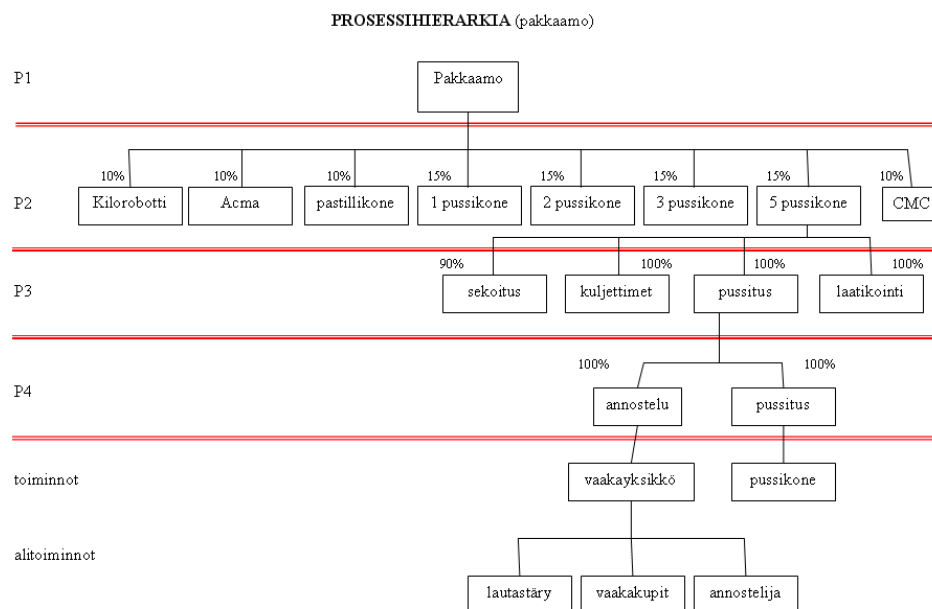 PROSESSIHIERARKIA (pakkaamo)
P1
Pakkaamo
10% 10% 10% 15% 15% 15% 15% 10%
P2
Kilorobotti Acma pastillikone 1 pussikone 2 pussikone 3 pussikone 5 pussikone CMC
90% 100% 100% 100%
P3
sekoitus kuljettimet pussitus laatikointi
100% 100%
P4
annostelu pussitus
toiminnot
vaakayksikkö pussikone
alitoiminnot
lautastäry vaakakupit annostelija